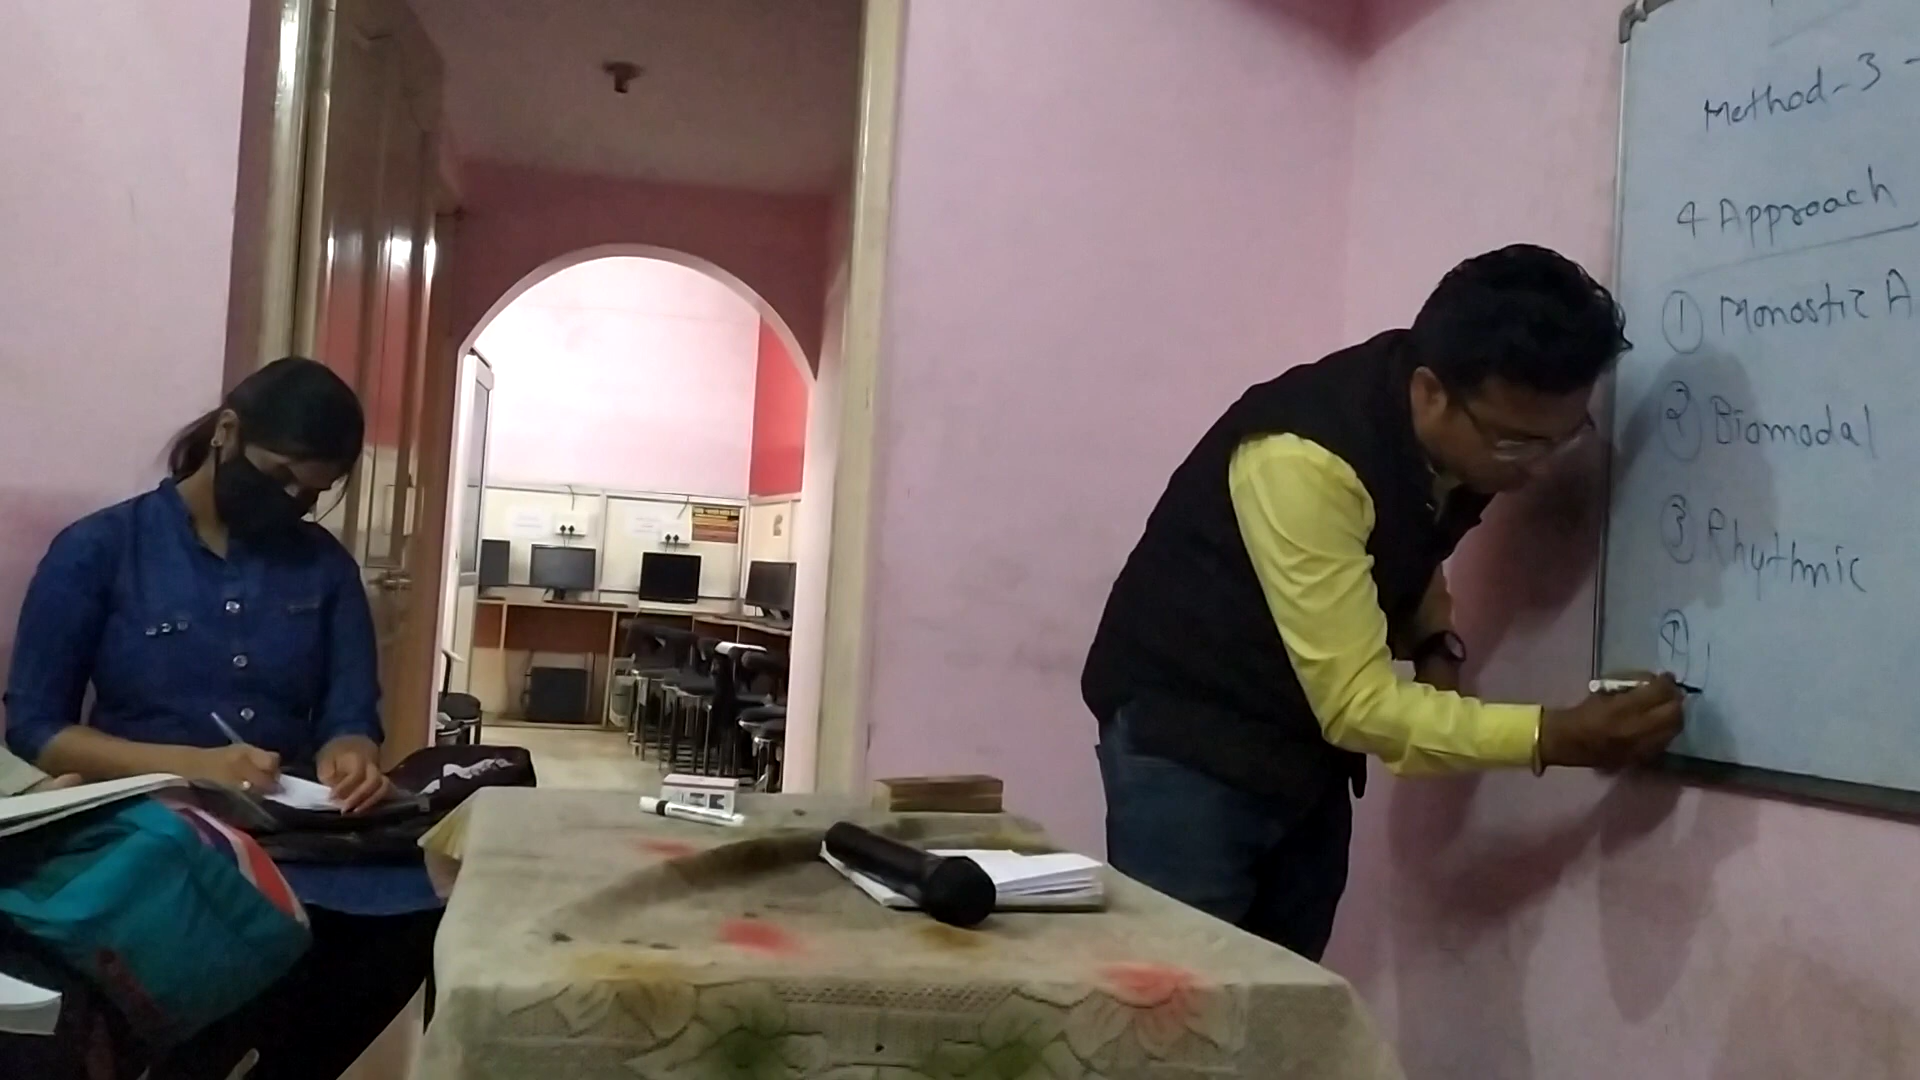 Method-3-
4 Approach
① Monostic A
② Biomodal
③ Rhythmic
④